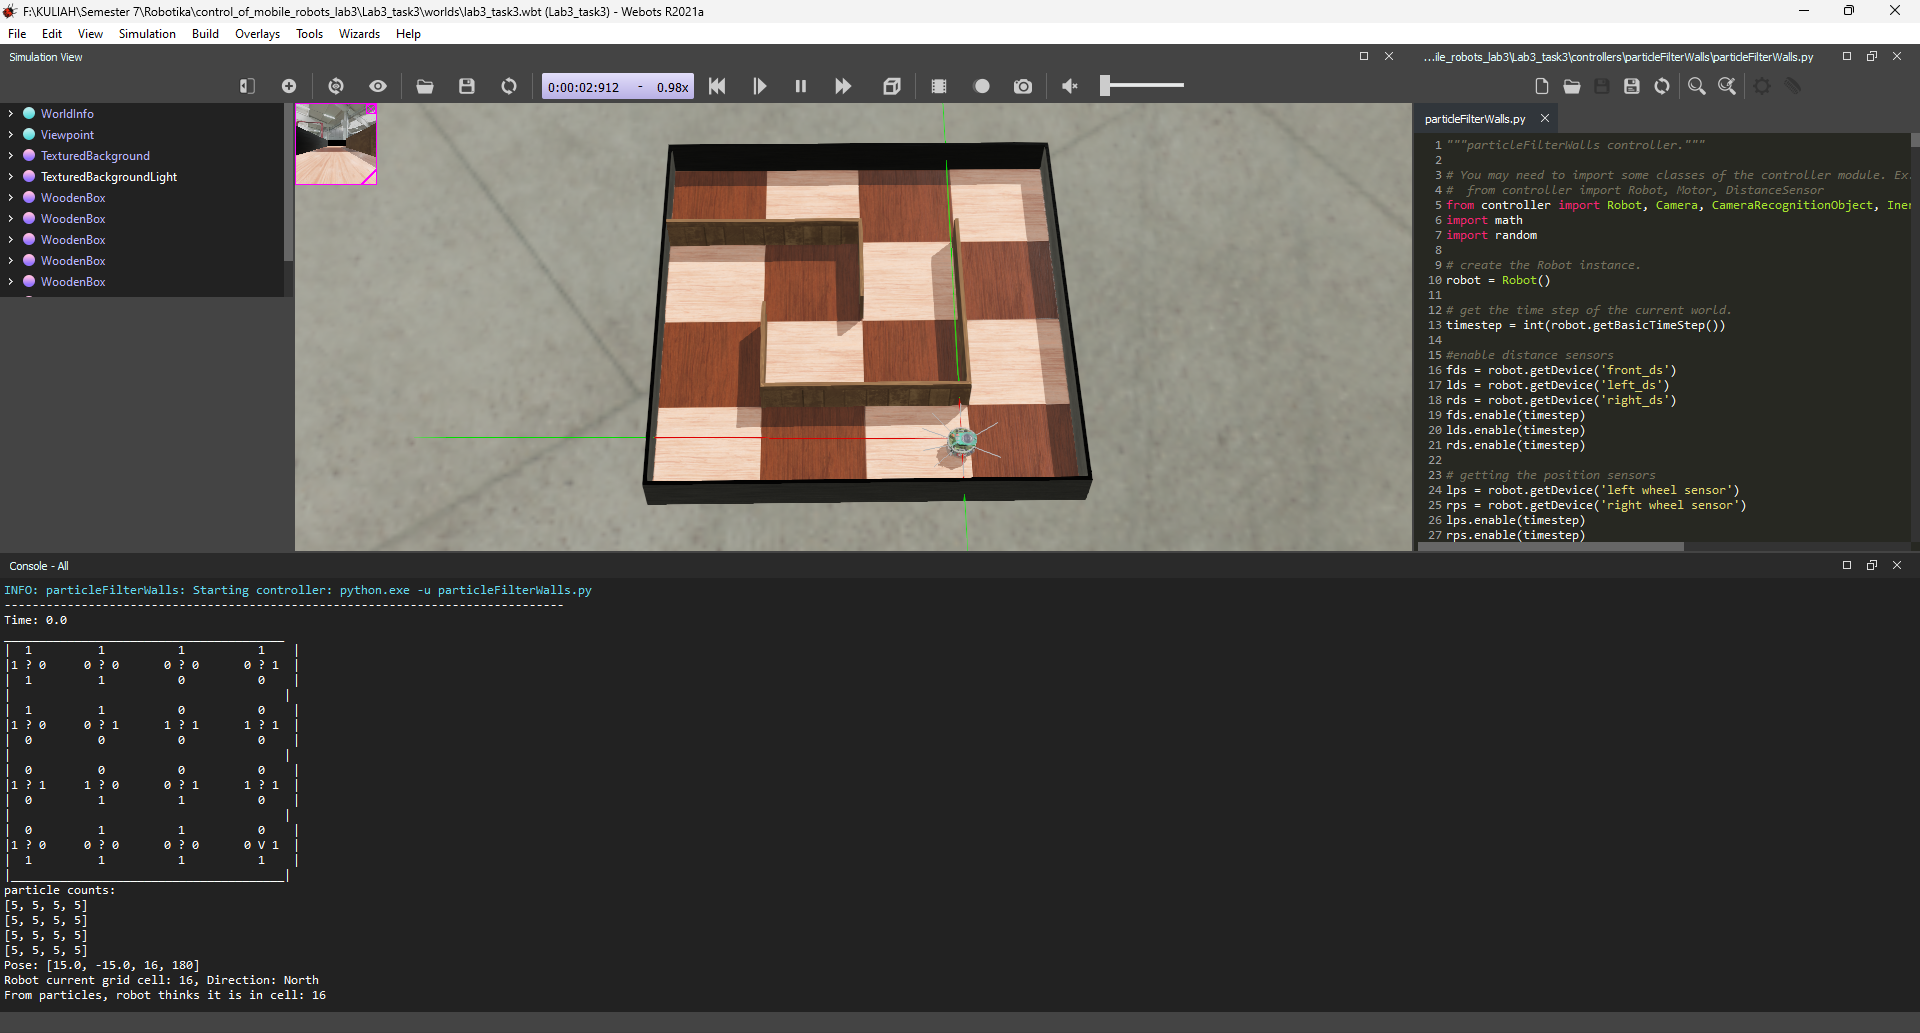 F:\KULIAH\Semester 7\Robotika\control_of_mobile_robots_lab3\Lab3_task3\worlds\lab3_task3.wbt (Lab3_task3) - Webots R2021a
File Edit View Simulation Build Overlays Tools Wizards Help
Simulation View
0:00:02:912 - 0.98x
WorldInfo
Viewpoint
TexturedBackground
TexturedBackgroundLight
WoodenBox
WoodenBox
WoodenBox
WoodenBox
WoodenBox
...ile_robots_lab3\Lab3_task3\controllers\particleFilterWalls\particleFilterWalls.py
particleFilterWalls.py
1 """particleFilterWalls controller."""
2
3 # You may need to import some classes of the controller module. Ex.
4 #  from controller import Robot, Motor, DistanceSensor
5 from controller import Robot, Camera, CameraRecognitionObject, Iner
6 import math
7 import random
8
9 # create the Robot instance.
10 robot = Robot()
11
12 # get the time step of the current world.
13 timestep = int(robot.getBasicTimeStep())
14
15 #enable distance sensors
16 fds = robot.getDevice('front_ds')
17 lds = robot.getDevice('left_ds')
18 rds = robot.getDevice('right_ds')
19 fds.enable(timestep)
20 lds.enable(timestep)
21 rds.enable(timestep)
22
23 # getting the position sensors
24 lps = robot.getDevice('left wheel sensor')
25 rps = robot.getDevice('right wheel sensor')
26 lps.enable(timestep)
27 rps.enable(timestep)
Console - All
INFO: particleFilterWalls: Starting controller: python.exe -u particleFilterWalls.py
--------------------------------------------------------------------------------
Time: 0.0
________________________________________
|  1         1          1          1    |
|1 ? 0     0 ? 0      0 ? 0      0 ? 1  |
|  1         1          0          0    |
|                                       |
|  1         1          0          0    |
|1 ? 0     0 ? 1      1 ? 1      1 ? 1  |
|  0         0          0          0    |
|                                       |
|  0         0          0          0    |
|1 ? 1     1 ? 0      0 ? 1      1 ? 1  |
|  0         1          1          0    |
|                                       |
|  0         1          1          0    |
|1 ? 0     0 ? 0      0 ? 0      0 V 1  |
|  1         1          1          1    |
|_______________________________________|
particle counts:
[5, 5, 5, 5]
[5, 5, 5, 5]
[5, 5, 5, 5]
[5, 5, 5, 5]
Pose: [15.0, -15.0, 16, 180]
Robot current grid cell: 16, Direction: North
From particles, robot thinks it is in cell: 16